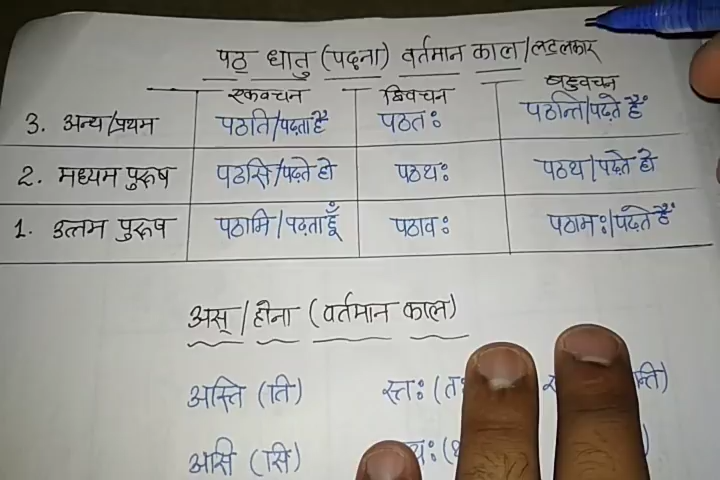 पठ् धातु (पढ़ना) वर्तमान काल/लट्लकार
एकवचन द्विवचन बहुवचन
3. अन्य/प्रथम पठति/पढ़ता है पठतः पठन्ति/पढ़ते हैं
2. मध्यम पुरूष पठसि/पढ़ते हो पठथः पठथ/पढ़ते हो
1. उत्तम पुरूष पठामि/पढ़ता हूँ पठावः पठामः/पढ़ते हैं
अस्/होना (वर्तमान काल)
अस्ति (ति) स्तः
असि (सि)